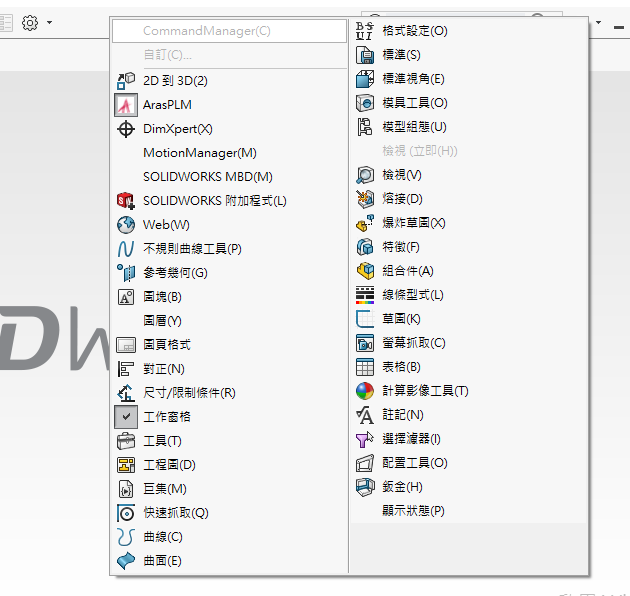 CommandManager(C)
自訂(C)...
2D 到 3D(2)
ArasPLM
DimXpert(X)
MotionManager(M)
SOLIDWORKS MBD(M)
SOLIDWORKS 附加程式(L)
Web(W)
不規則曲線工具(P)
參考幾何(G)
圖塊(B)
圖層(Y)
圖頁格式
對正(N)
尺寸/限制條件(R)
工作窗格
工具(T)
工程圖(D)
巨集(M)
快速抓取(Q)
曲線(C)
曲面(E)
格式設定(O)
標準(S)
標準視角(E)
模具工具(O)
模型組態(U)
檢視 (立即(H))
檢視(V)
熔接(D)
爆炸草圖(X)
特徵(F)
組合件(A)
線條型式(L)
草圖(K)
螢幕抓取(C)
表格(B)
計算影像工具(T)
註記(N)
選擇濾器(I)
配置工具(O)
鈑金(H)
顯示狀態(P)
DW